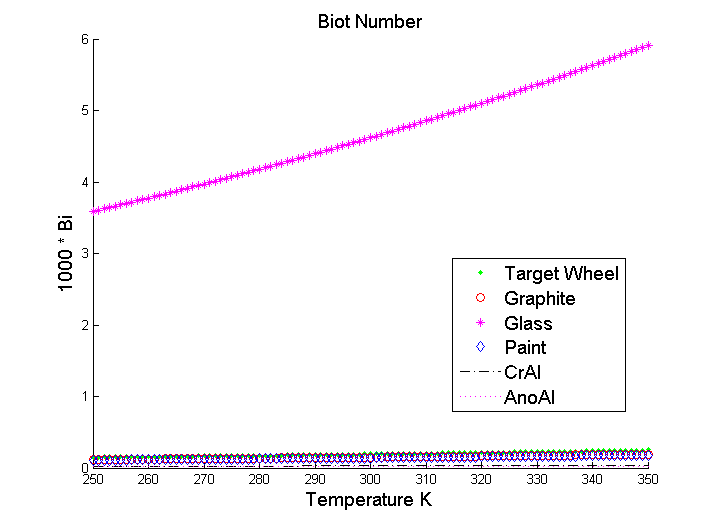 Biot Number
6
5
4
3
2
1
0
1000 * Bi
250 260 270 280 290 300 310 320 330 340 350
Temperature K
Target Wheel
Graphite
Glass
Paint
CrAl
AnoAl